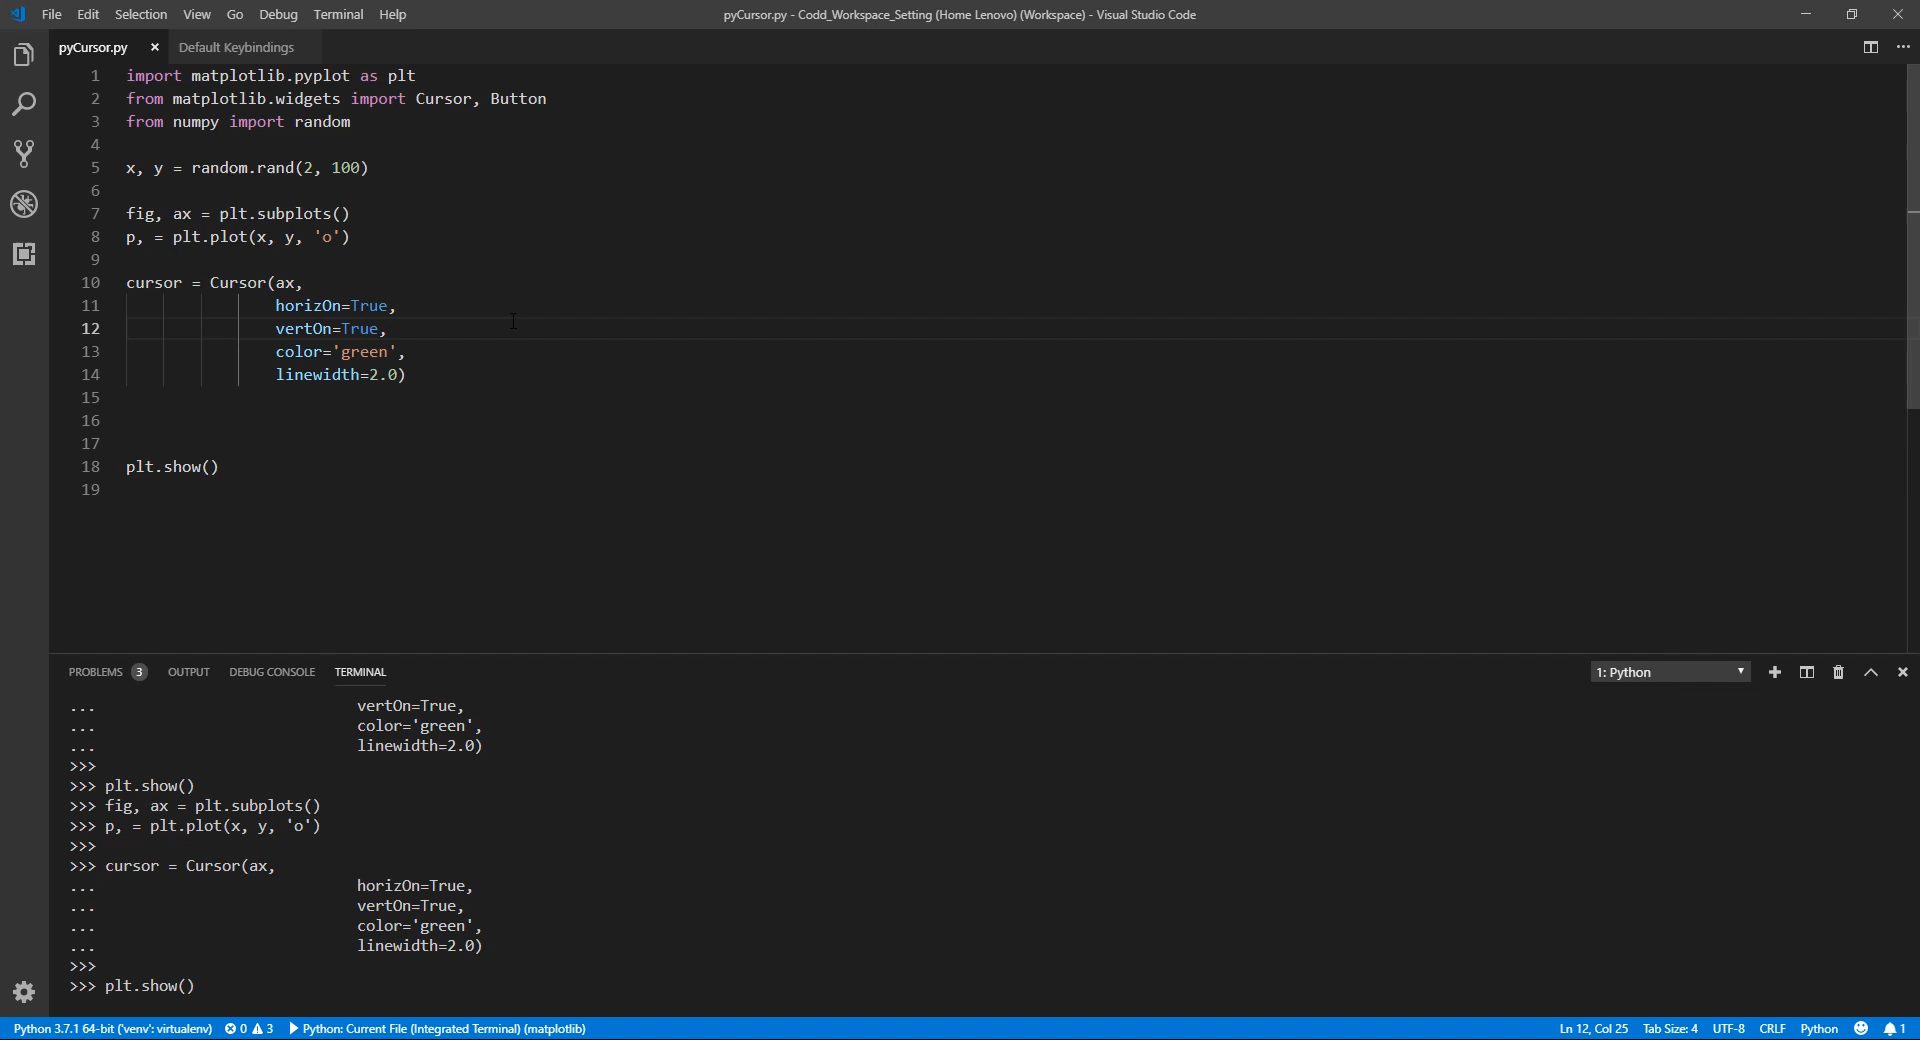 File Edit Selection View Go Debug Terminal Help pyCursor.py - Codd_Workspace_Setting (Home Lenovo) (Workspace) - Visual Studio Code
pyCursor.py × Default Keybindings
1 import matplotlib.pyplot as plt
2 from matplotlib.widgets import Cursor, Button
3 from numpy import random
4
5 x, y = random.rand(2, 100)
6
7 fig, ax = plt.subplots()
8 p, = plt.plot(x, y, 'o')
9
10 cursor = Cursor(ax,
11 horizOn=True,
12 vertOn=True,
13 color='green',
14 linewidth=2.0)
15
16
17
18 plt.show()
19
PROBLEMS 3 OUTPUT DEBUG CONSOLE TERMINAL 1: Python
... vertOn=True,
... color='green',
... linewidth=2.0)
>>>
>>> plt.show()
>>> fig, ax = plt.subplots()
>>> p, = plt.plot(x, y, 'o')
>>>
>>> cursor = Cursor(ax,
... horizOn=True,
... vertOn=True,
... color='green',
... linewidth=2.0)
>>>
>>> plt.show()
Python 3.7.1 64-bit ('venv': virtualenv) 0 3 Python: Current File (Integrated Terminal) (matplotlib) Ln 12, Col 25 Tab Size: 4 UTF-8 CRLF Python 1